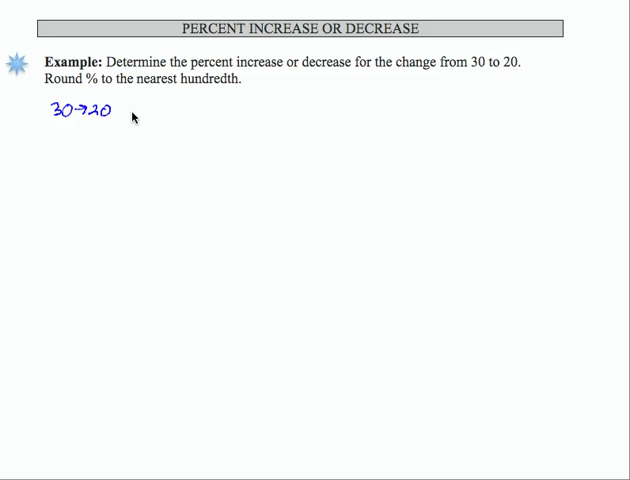 PERCENT INCREASE OR DECREASE
Example: Determine the percent increase or decrease for the change from 30 to 20.
Round % to the nearest hundredth.
30→20